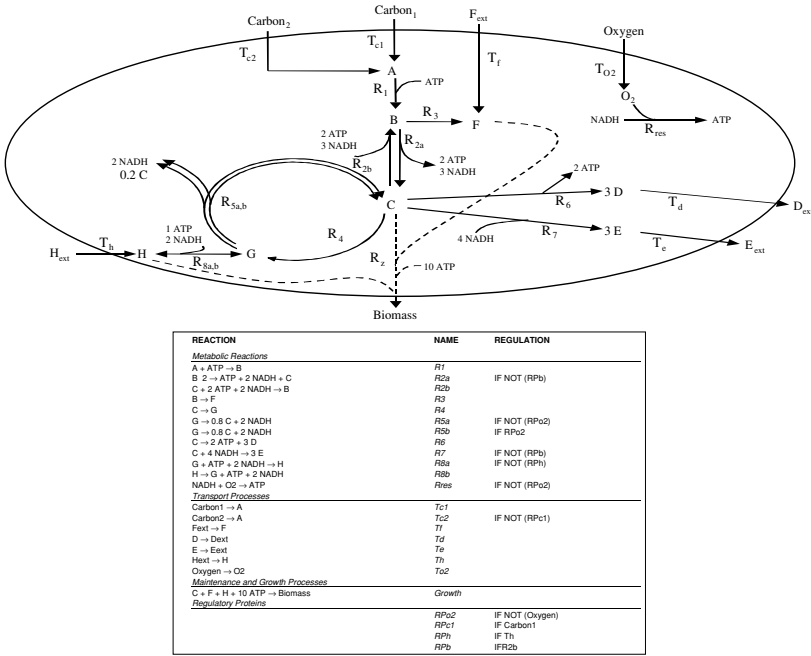 Carbon2
Carbon1
Fext
Oxygen
Tc2
Tc1
Tf
TO2
A
R1
ATP
O2
B
R3
F
NADH
ATP
Rres
2 ATP
3 NADH
R2b
R2a
2 ATP
3 NADH
2 NADH
0.2 C
2 ATP
R5a,b
C
R6
3 D
Td
Dex
1 ATP
2 NADH
R4
4 NADH
R7
3 E
Te
Eext
Hext
Th
H
R8a,b
G
Rz
10 ATP
Biomass
REACTION NAME REGULATION
Metabolic Reactions
A + ATP → B R1
B 2 → ATP + 2 NADH + C R2a IF NOT (RPb)
C + 2 ATP + 2 NADH → B R2b
B → F R3
C → G R4
G → 0.8 C + 2 NADH R5a IF NOT (RPo2)
G → 0.8 C + 2 NADH R5b IF RPo2
C → 2 ATP + 3 D R6
C + 4 NADH → 3 E R7 IF NOT (RPb)
G + ATP + 2 NADH → H R8a IF NOT (RPh)
H → G + ATP + 2 NADH R8b
NADH + O2 → ATP Rres IF NOT (RPo2)
Transport Processes
Carbon1 → A Tc1
Carbon2 → A Tc2 IF NOT (RPc1)
Fext → F Tf
D → Dext Td
E → Eext Te
Hext → H Th
Oxygen → O2 To2
Maintenance and Growth Processes
C + F + H + 10 ATP → Biomass Growth
Regulatory Proteins
RPo2 IF NOT (Oxygen)
RPc1 IF Carbon1
RPh IF Th
RPb IFR2b